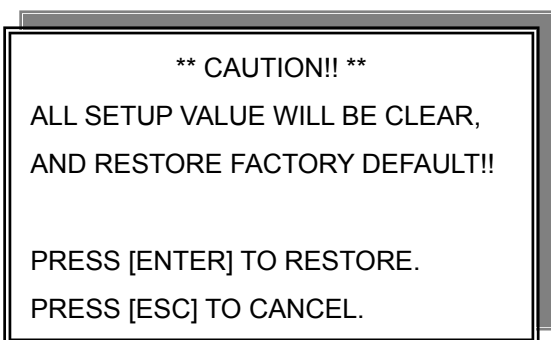 ** CAUTION!! **
ALL SETUP VALUE WILL BE CLEAR,
AND RESTORE FACTORY DEFAULT!!
PRESS [ENTER] TO RESTORE.
PRESS [ESC] TO CANCEL.